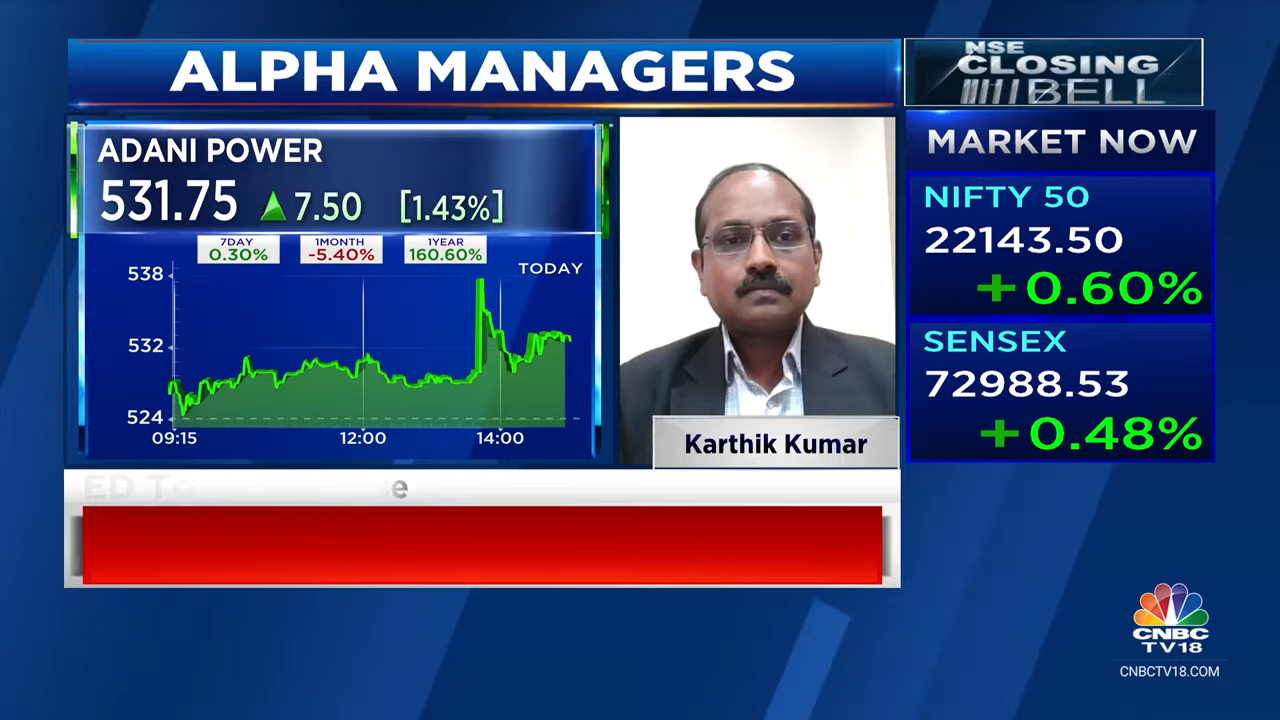 ALPHA MANAGERS
NSE
CLOSING
BELL
ADANI POWER
531.75 ▲ 7.50 [1.43%]
7DAY 1MONTH 1YEAR
0.30% -5.40% 160.60%
TODAY
538
532
524
09:15 12:00 14:00
Karthik Kumar
MARKET NOW
NIFTY 50
22143.50
+0.60%
SENSEX
72988.53
+0.48%
ED
CNBC
TV18
CNBCTV18.COM